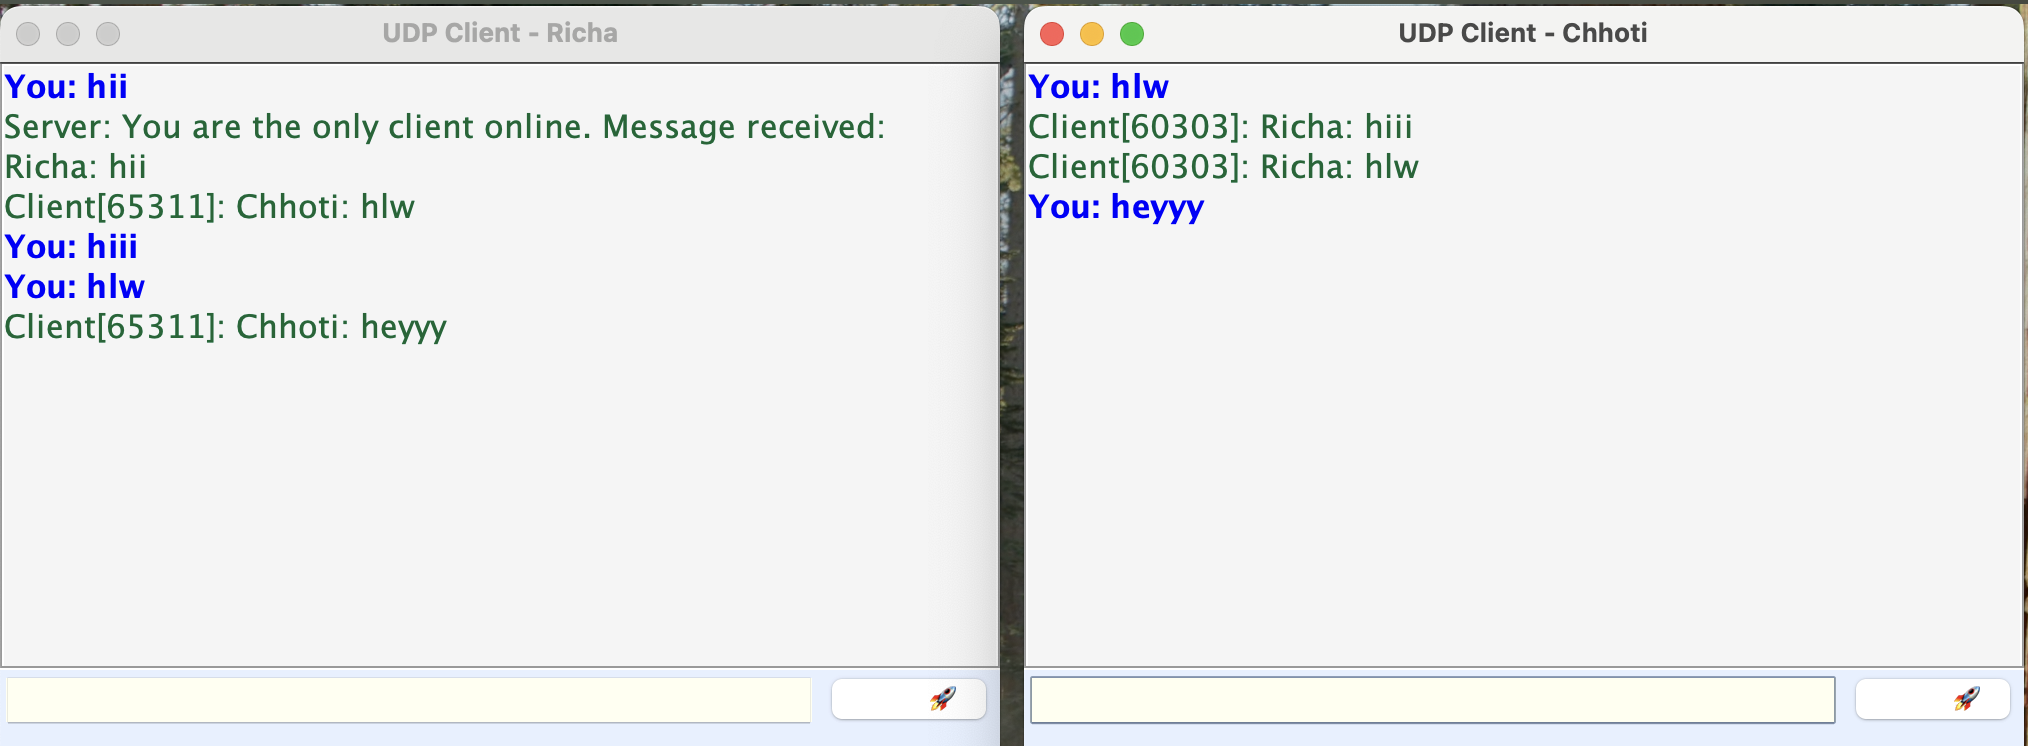 UDP Client - Richa
You: hii
Server: You are the only client online. Message received:
Richa: hii
Client[65311]: Chhoti: hlw
You: hiii
You: hlw
Client[65311]: Chhoti: heyyy
UDP Client - Chhoti
You: hlw
Client[60303]: Richa: hiii
Client[60303]: Richa: hlw
You: heyyy